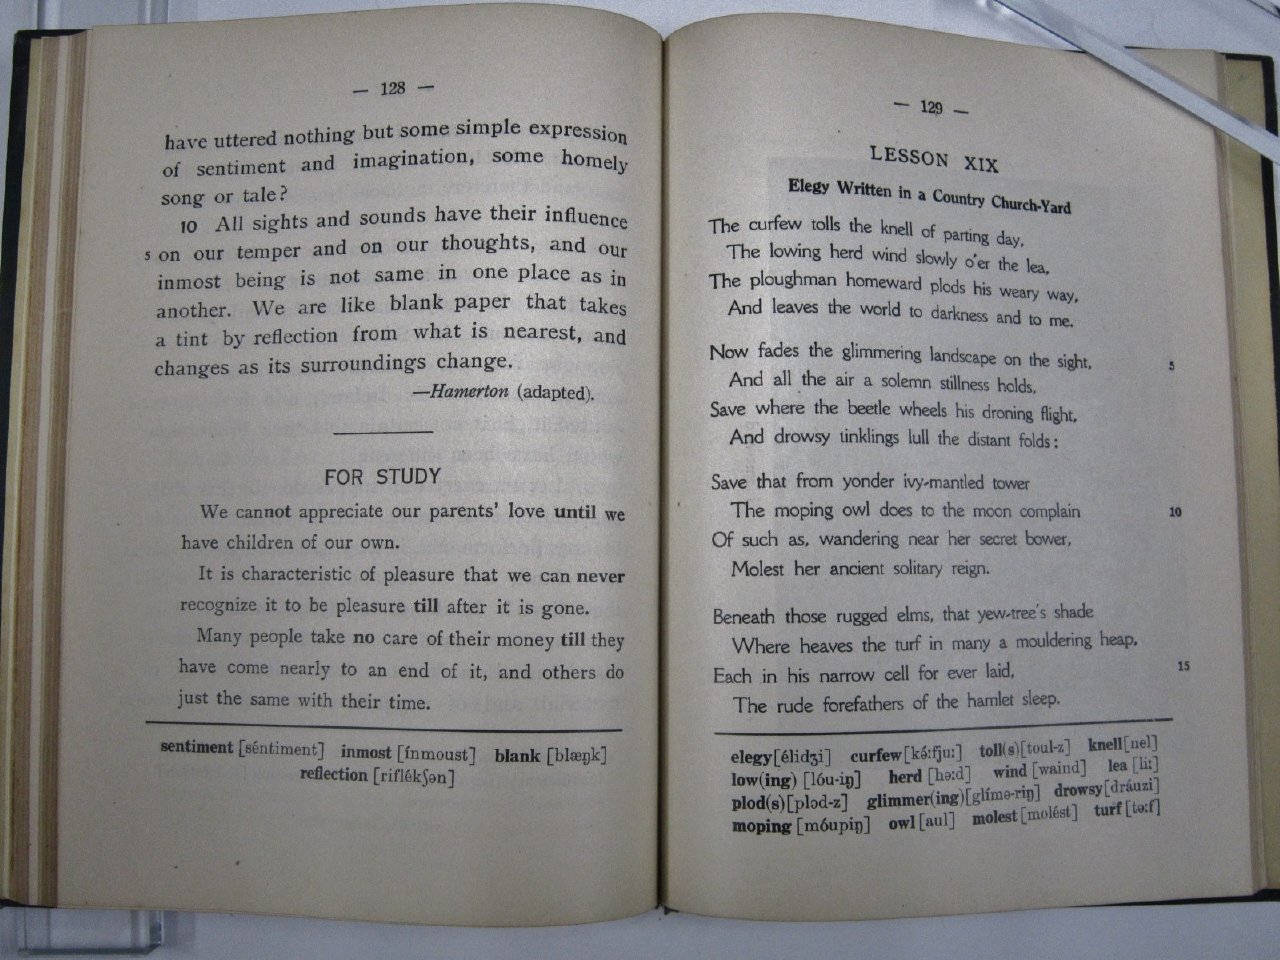 — 128 —
have uttered nothing but some simple expression
of sentiment and imagination, some homely
song or tale?
10 All sights and sounds have their influence
5 on our temper and on our thoughts, and our
inmost being is not same in one place as in
another. We are like blank paper that takes
a tint by reflection from what is nearest, and
changes as its surroundings change.
—Hamerton (adapted).
FOR STUDY
We cannot appreciate our parents' love until we
have children of our own.
It is characteristic of pleasure that we can never
recognize it to be pleasure till after it is gone.
Many people take no care of their money till they
have come nearly to an end of it, and others do
just the same with their time.
sentiment [séntiment] inmost [ínmoust] blank [blæŋk]
reflection [riflékʃən]
— 129 —
LESSON XIX
Elegy Written in a Country Church-Yard
The curfew tolls the knell of parting day,
The lowing herd wind slowly o'er the lea,
The ploughman homeward plods his weary way,
And leaves the world to darkness and to me.
Now fades the glimmering landscape on the sight, 5
And all the air a solemn stillness holds,
Save where the beetle wheels his droning flight,
And drowsy tinklings lull the distant folds:
Save that from yonder ivy-mantled tower
The moping owl does to the moon complain 10
Of such as, wandering near her secret bower,
Molest her ancient solitary reign.
Beneath those rugged elms, that yew-tree's shade
Where heaves the turf in many a mouldering heap,
Each in his narrow cell for ever laid, 15
The rude forefathers of the hamlet sleep.
elegy[élidʒi] curfew[kə́:fju:] toll(s)[toul-z] knell[nel]
low(ing) [lóu-iŋ] herd [hə:d] wind [waind] lea [li:]
plod(s)[plɔd-z] glimmer(ing)[glímə-riŋ] drowsy[dráuzi]
moping [móupiŋ] owl [aul] molest [molést] turf [tə:f]